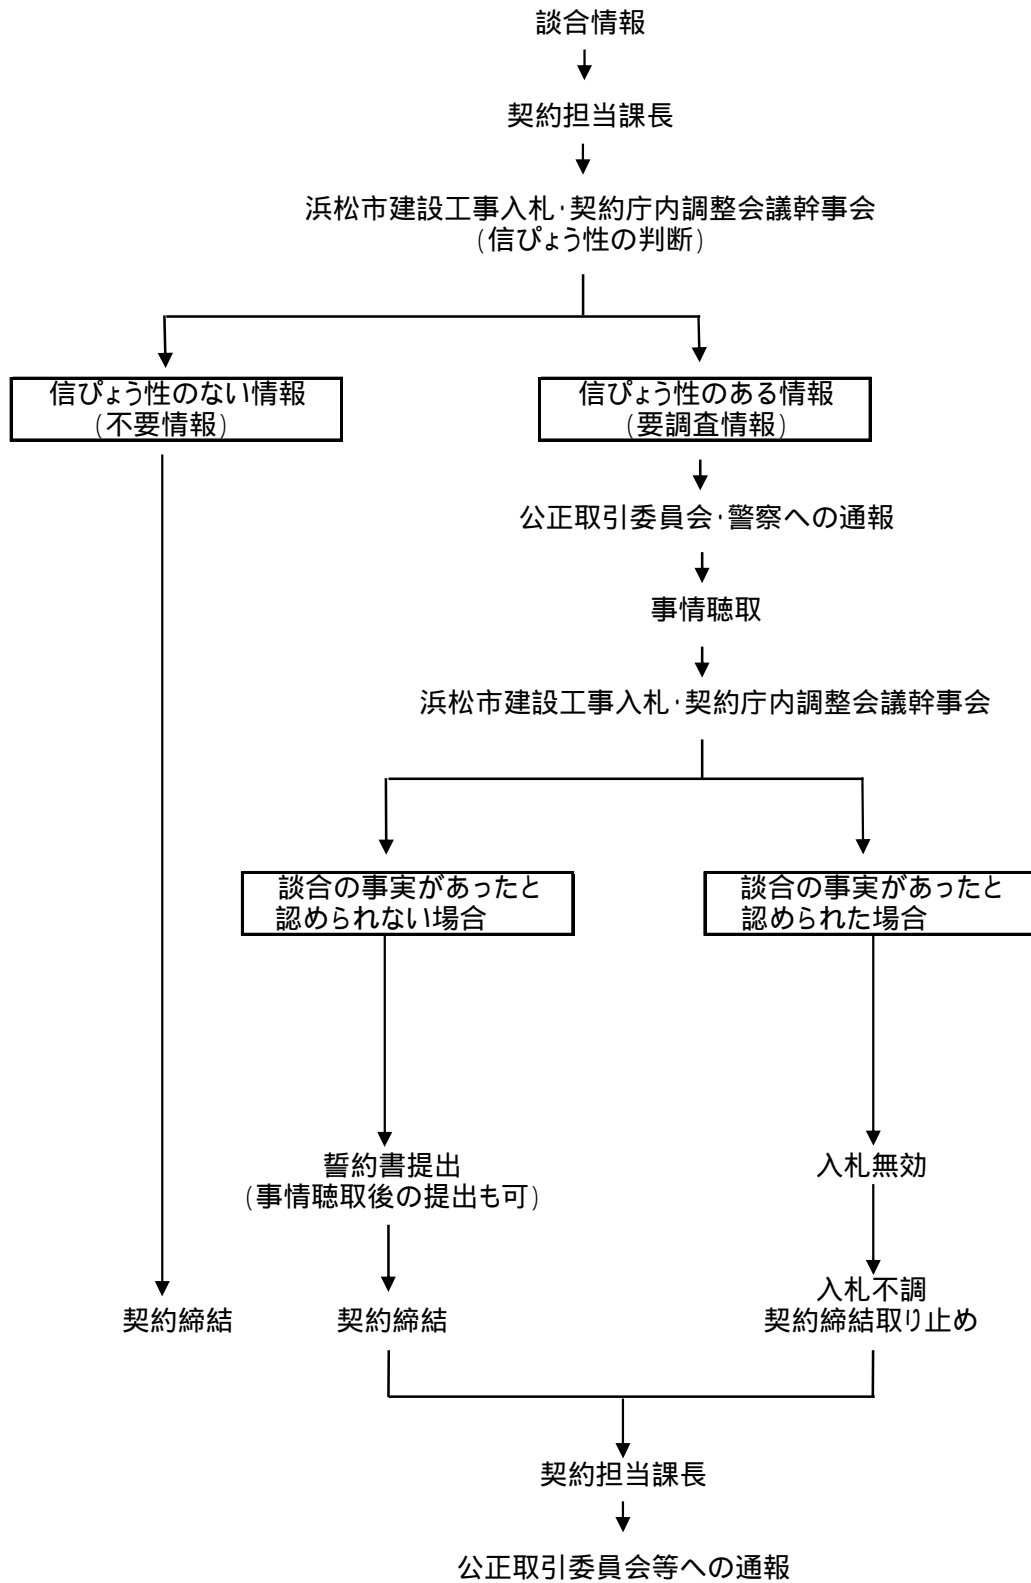 談合情報
契約担当課長
浜松市建設工事入札・契約庁内調整会議幹事会
(信ぴょう性の判断)
信ぴょう性のない情報
(不要情報)
信ぴょう性のある情報
(要調査情報)
公正取引委員会・警察への通報
事情聴取
浜松市建設工事入札・契約庁内調整会議幹事会
談合の事実があったと
認められない場合
談合の事実があったと
認められた場合
誓約書提出
(事情聴取後の提出も可)
入札無効
契約締結
契約締結
入札不調
契約締結取り止め
契約担当課長
公正取引委員会等への通報